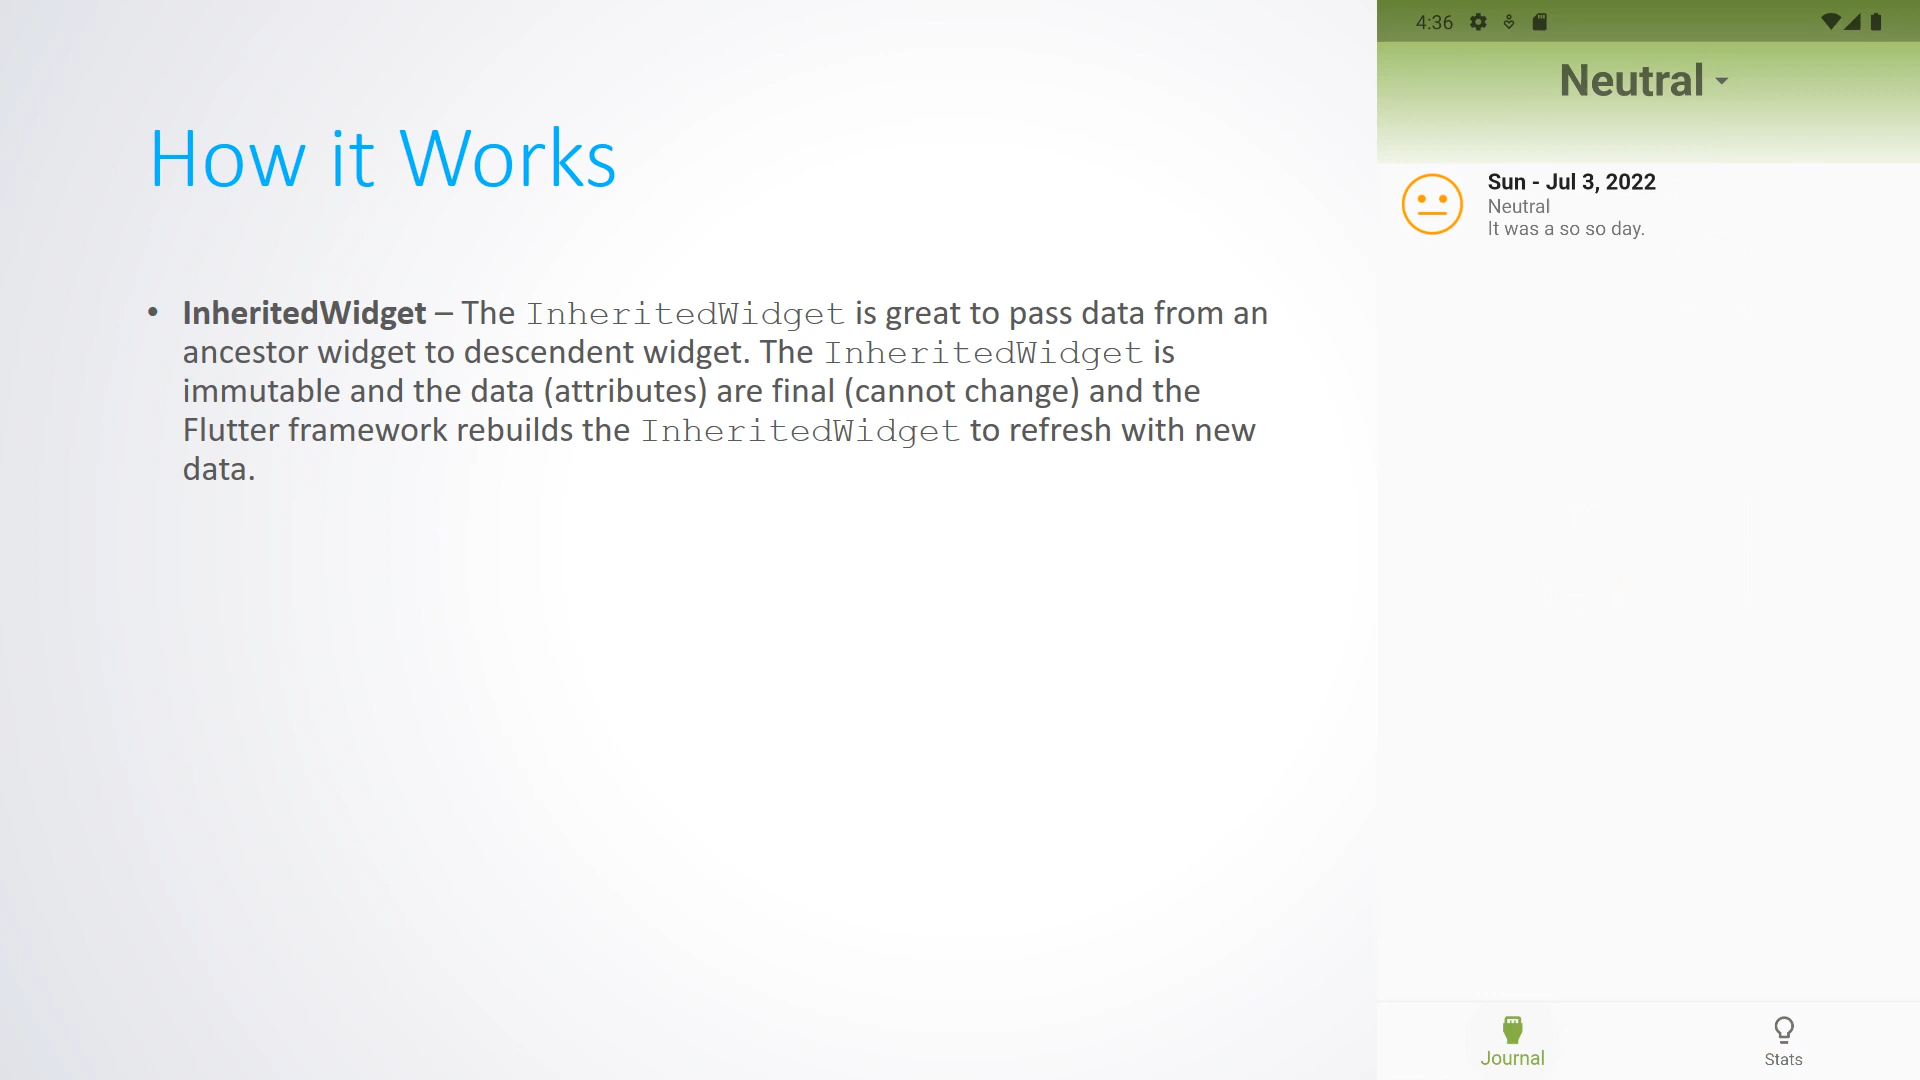 How it Works
• InheritedWidget – The InheritedWidget is great to pass data from an
ancestor widget to descendent widget. The InheritedWidget is
immutable and the data (attributes) are final (cannot change) and the
Flutter framework rebuilds the InheritedWidget to refresh with new
data.
4:36
Neutral
Sun - Jul 3, 2022
Neutral
It was a so so day.
Journal
Stats